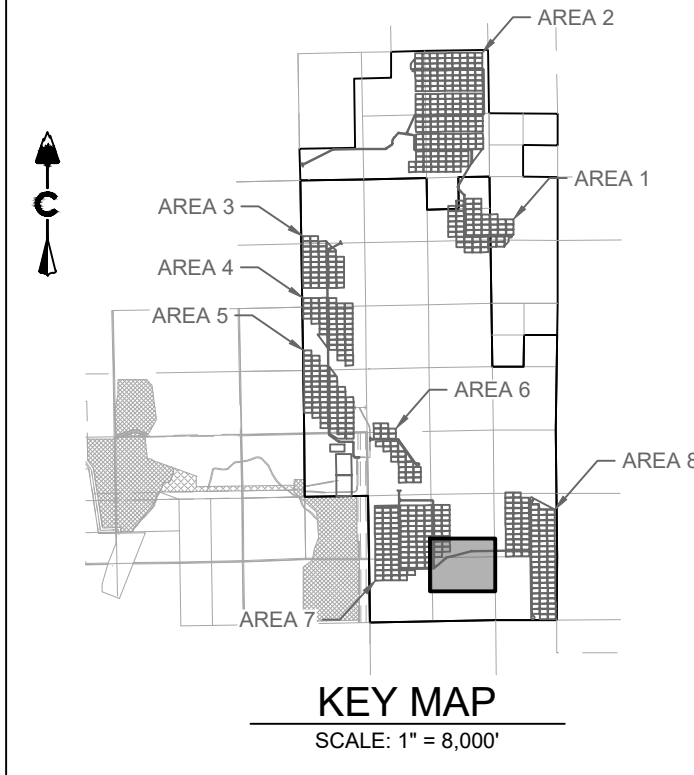 AREA 2
AREA 1
AREA 3
AREA 4
AREA 5
AREA 6
AREA 8
AREA 7
C
KEY MAP
SCALE: 1" = 8,000'